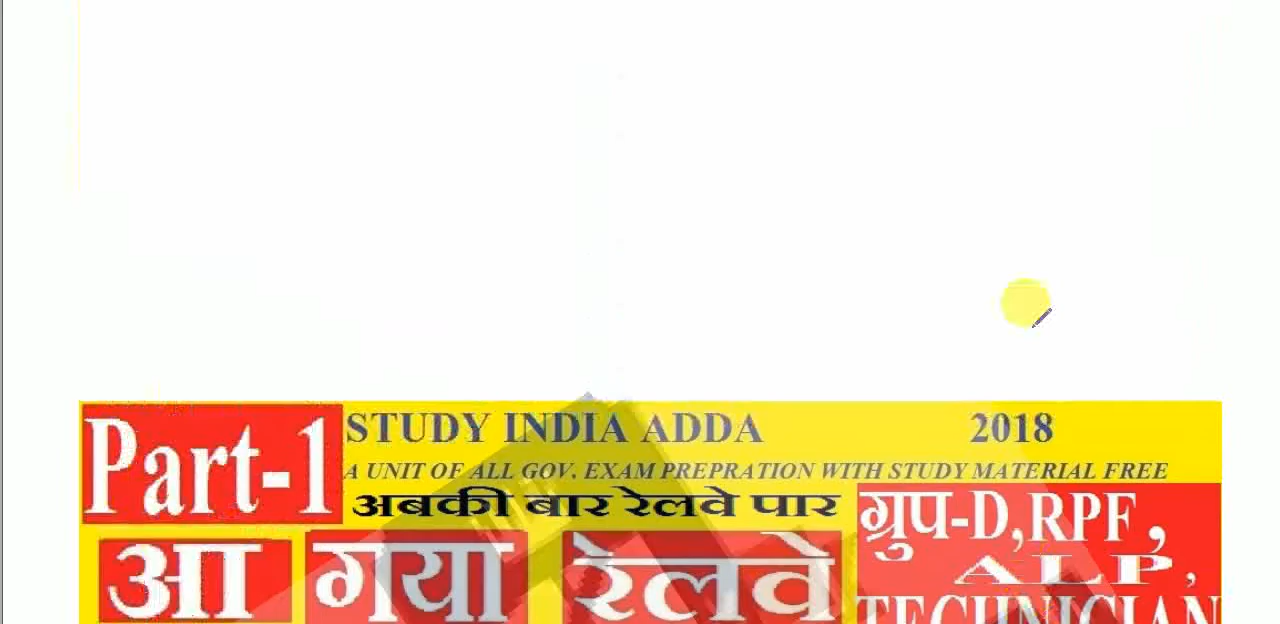 Part-1 STUDY INDIA ADDA 2018
A UNIT OF ALL GOV. EXAM PREPRATION WITH STUDY MATERIAL FREE
अबकी बार रेलवे पार
ग्रुप-D,RPF,
आ गया रेलवे
ALP,
TECHNICIAN